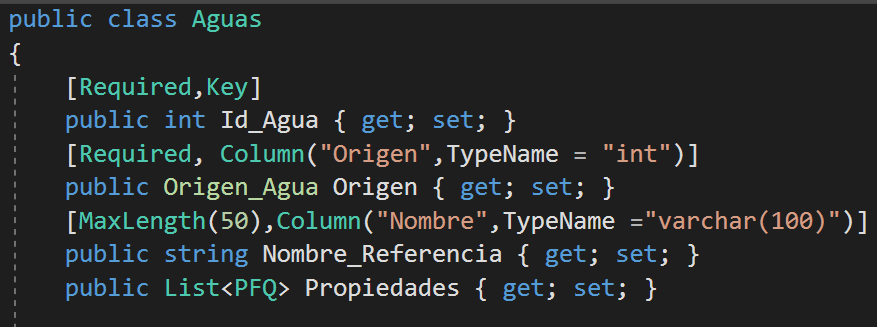 public class Aguas
{
[Required,Key]
public int Id_Agua { get; set; }
[Required, Column("Origen",TypeName = "int")]
public Origen_Agua Origen { get; set; }
[MaxLength(50),Column("Nombre",TypeName ="varchar(100)")]
public string Nombre_Referencia { get; set; }
public List<PFQ> Propiedades { get; set; }